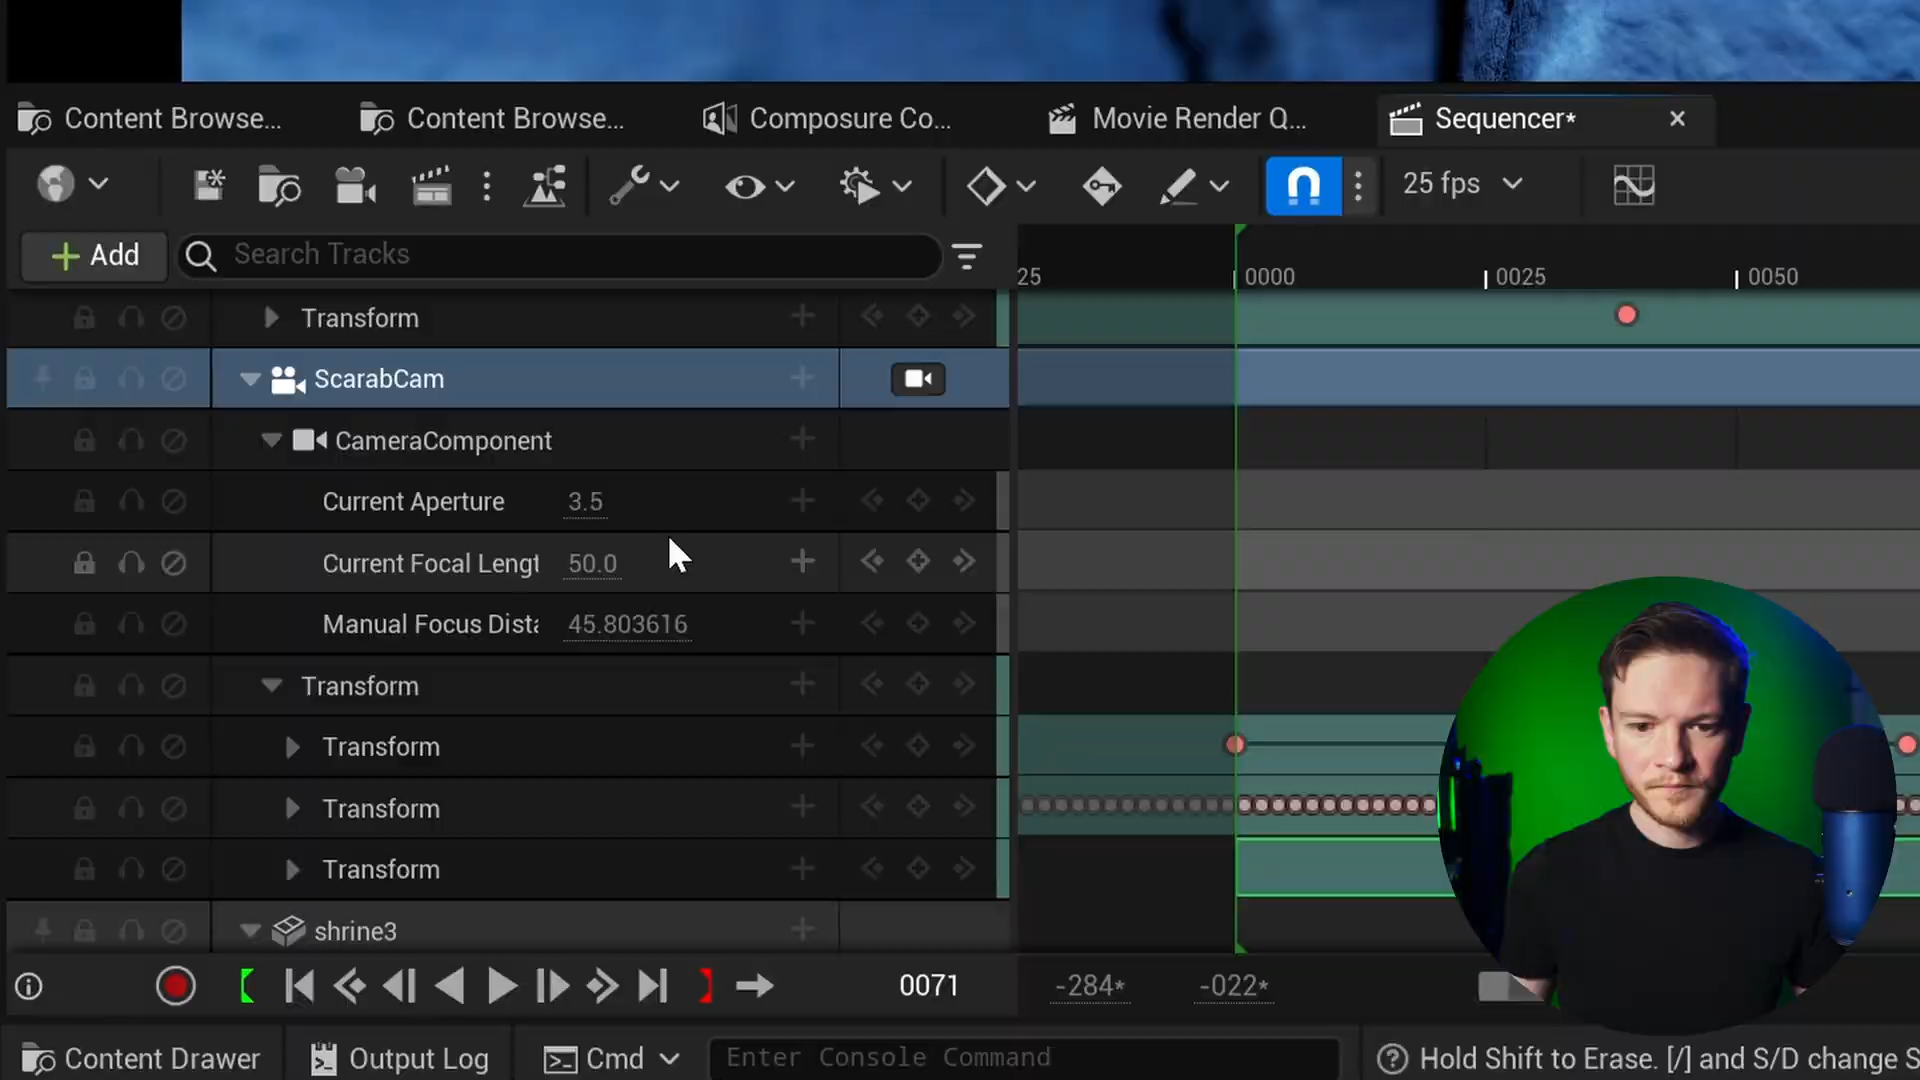 Content Browse...
Content Browse...
Composure Co...
Movie Render Q...
Sequencer*
25 fps
Add
Search Tracks
25
0000
0025
0050
Transform
ScarabCam
CameraComponent
Current Aperture 3.5
Current Focal Lengt 50.0
Manual Focus Dista 45.803616
Transform
Transform
Transform
Transform
shrine3
0071
-284*
-022*
Content Drawer
Output Log
Cmd
Enter Console Command
Hold Shift to Erase. [/] and S/D change S